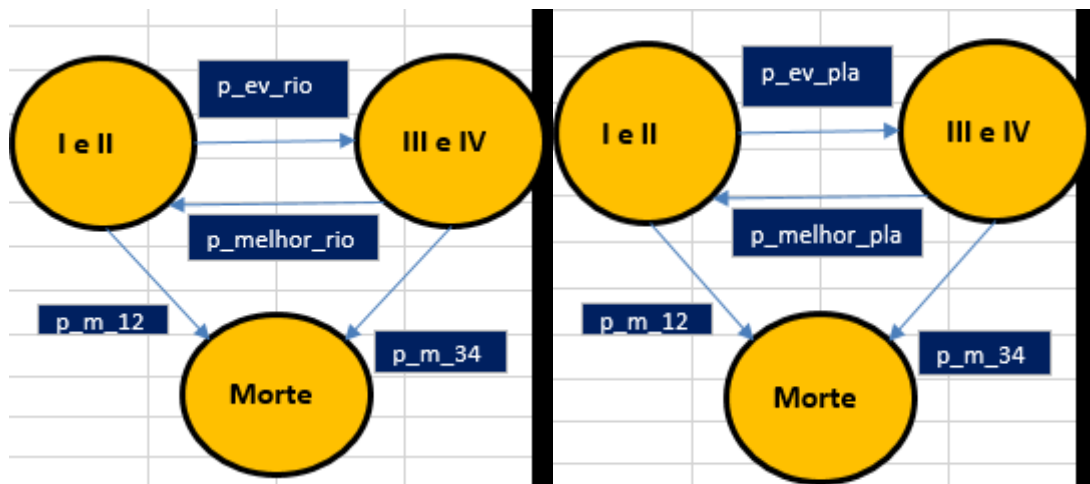 p_ev_rio
I e II
III e IV
p_melhor_rio
p_m_12
p_m_34
Morte
p_ev_pla
I e II
III e IV
p_melhor_pla
p_m_12
p_m_34
Morte